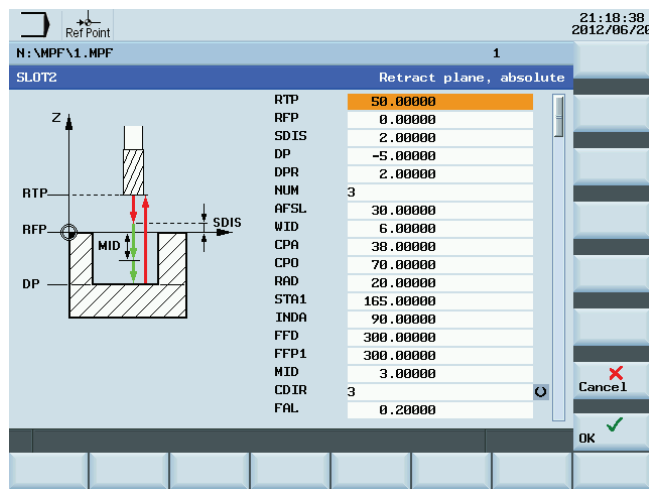 Ref Point
21:18:38
2012/06/20
N:\MPF\1.MPF 1
SLOT2 Retract plane, absolute
Z
RTP
RFP
SDIS
MID
DP
RTP 50.00000
RFP 0.00000
SDIS 2.00000
DP -5.00000
DPR 2.00000
NUM 3
AFSL 30.00000
WID 6.00000
CPA 38.00000
CPO 70.00000
RAD 20.00000
STA1 165.00000
INDA 90.00000
FFD 300.00000
FFP1 300.00000
MID 3.00000
CDIR 3
FAL 0.20000
Cancel
OK